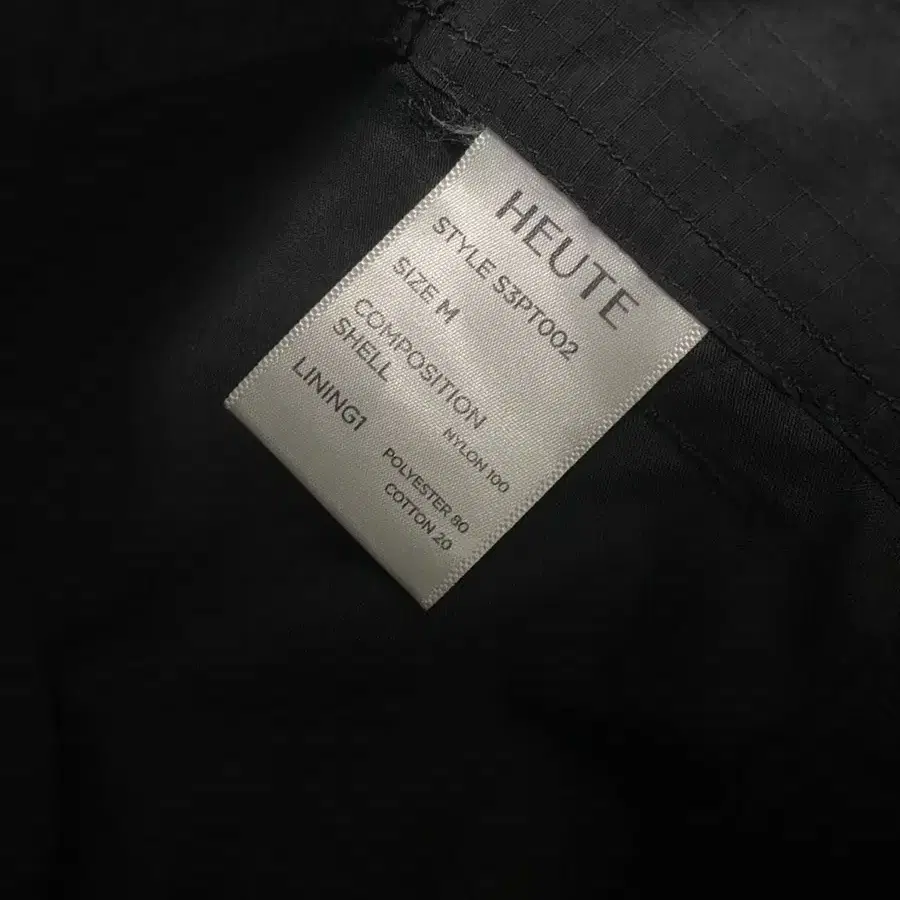 HEUTE
STYLE S3PT002
SIZE M
COMPOSITION
SHELL
NYLON 100
LINING1
POLYESTER 80
COTTON 20